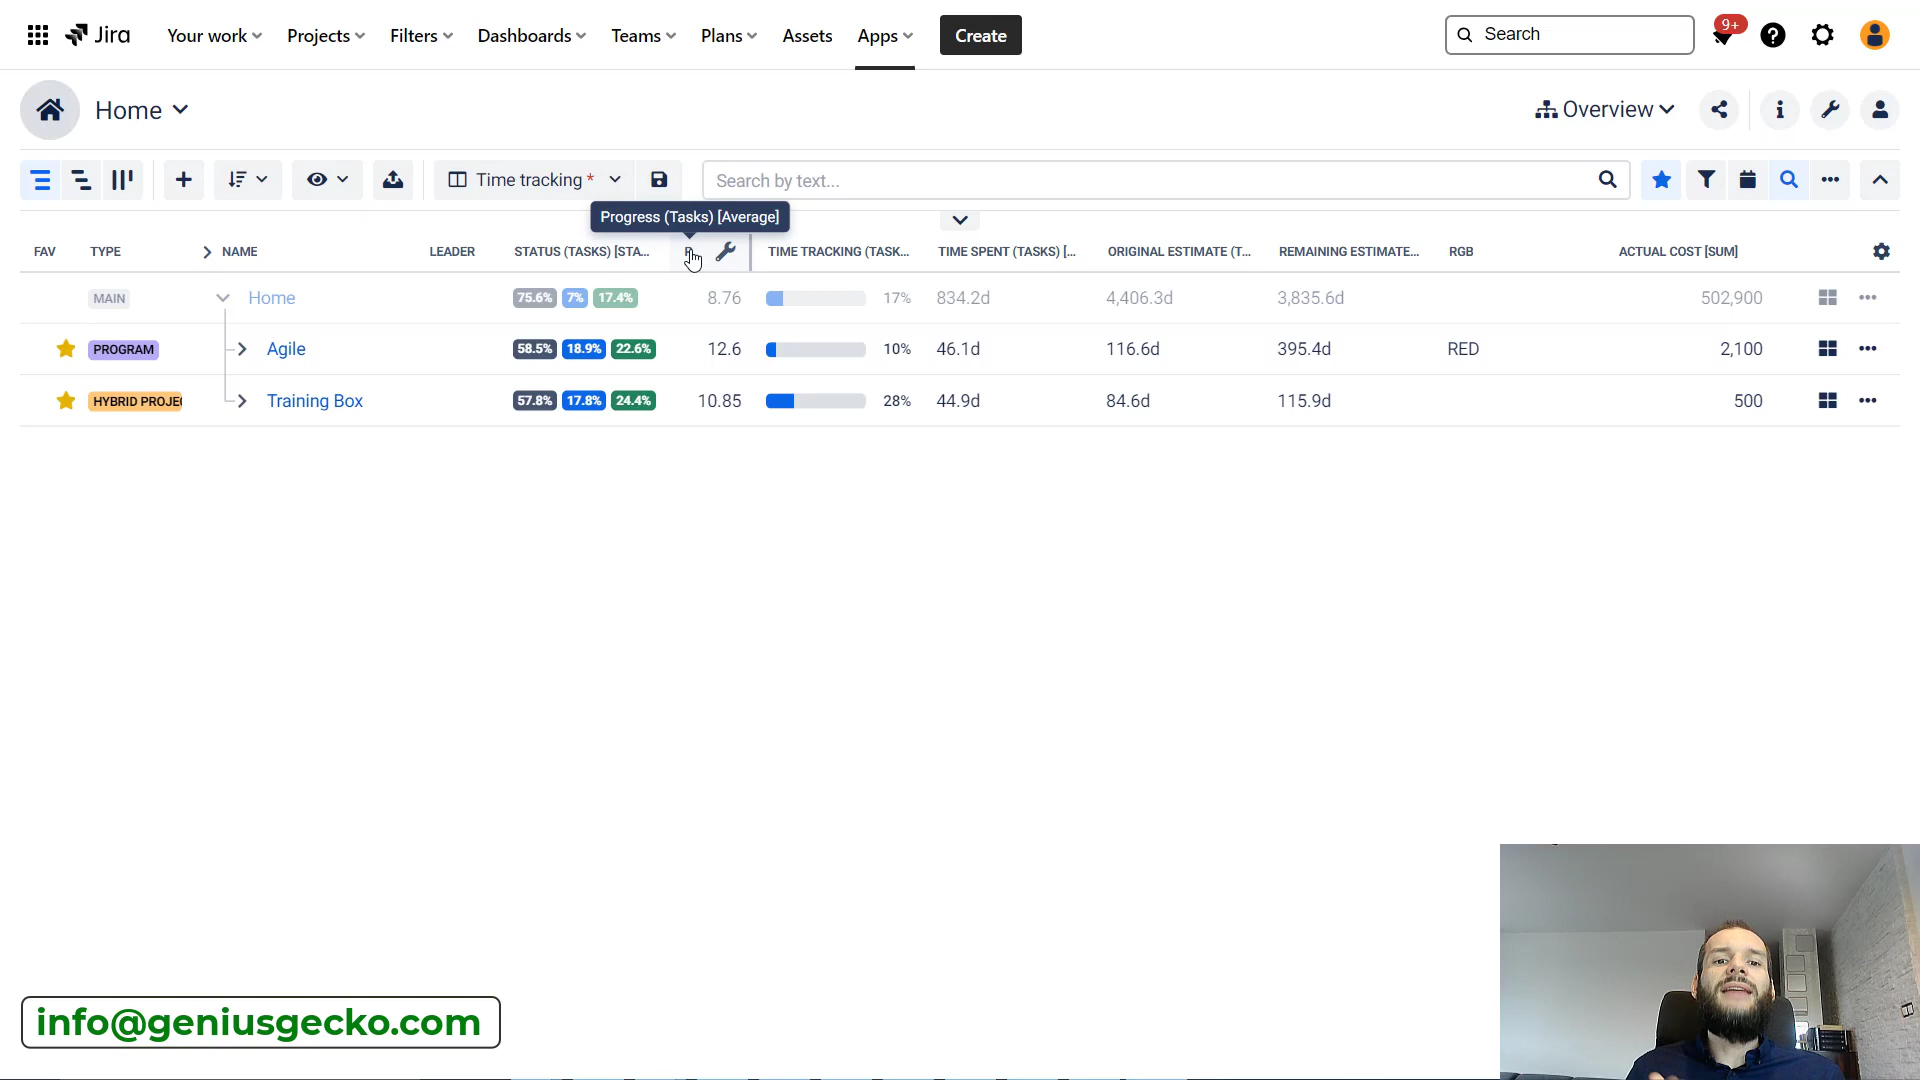 Jira Your work Projects Filters Dashboards Teams Plans Assets Apps Create Search 9+
Home Overview
Time tracking * Search by text...
Progress (Tasks) [Average]
FAV TYPE NAME LEADER STATUS (TASKS) [STA... TIME TRACKING (TASK... TIME SPENT (TASKS) [... ORIGINAL ESTIMATE (T... REMAINING ESTIMATE... RGB ACTUAL COST [SUM]
MAIN Home 75.6% 7% 17.4% 8.76 17% 834.2d 4,406.3d 3,835.6d 502,900
PROGRAM Agile 58.5% 18.9% 22.6% 12.6 10% 46.1d 116.6d 395.4d RED 2,100
HYBRID PROJEC Training Box 57.8% 17.8% 24.4% 10.85 28% 44.9d 84.6d 115.9d 500
info@geniusgecko.com